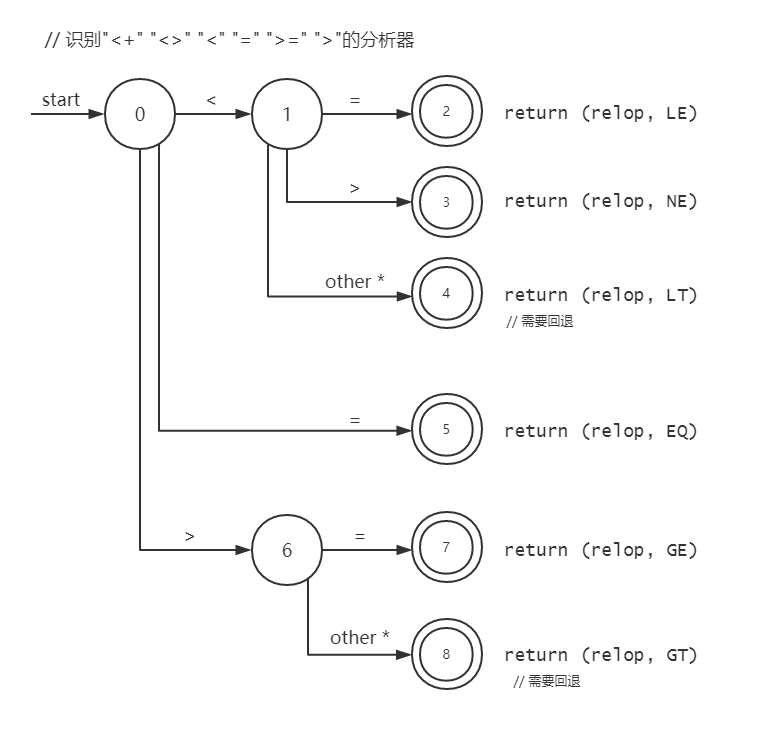 // 识别"<+" "<>" "<" "=" ">=" ">"的分析器
start
0
<
1
=
2
return (relop, LE)
>
3
return (relop, NE)
other *
4
return (relop, LT)
// 需要回退
=
5
return (relop, EQ)
>
6
=
7
return (relop, GE)
other *
8
return (relop, GT)
// 需要回退